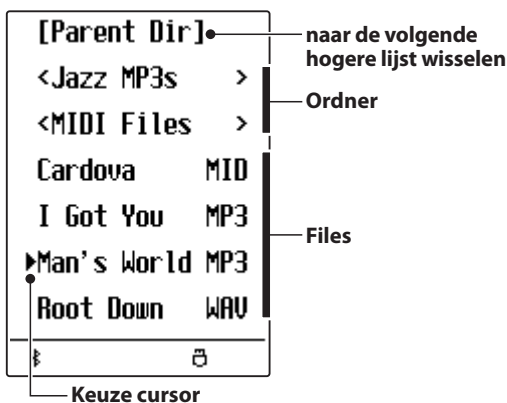 [Parent Dir]
naar de volgende
hogere lijst wisselen
<Jazz MP3s >
Ordner
<MIDI Files >
Cardova MID
I Got You MP3
Files
Man's World MP3
Root Down WAV
Keuze cursor